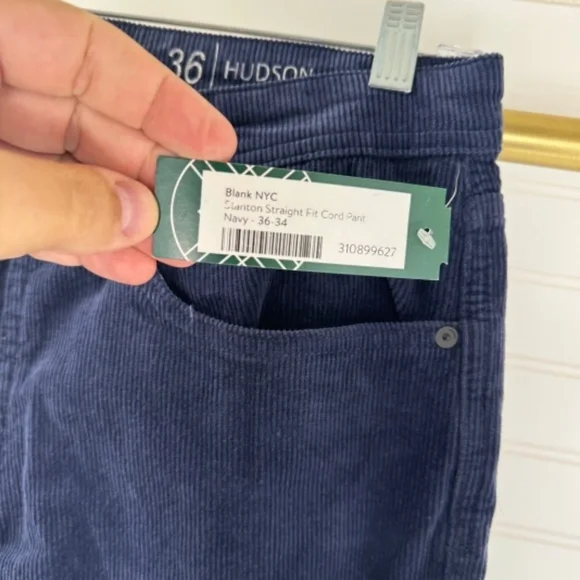 36 | HUDSON
Blank NYC
Stanton Straight Fit Cord Pant
Navy - 36-34
310899627